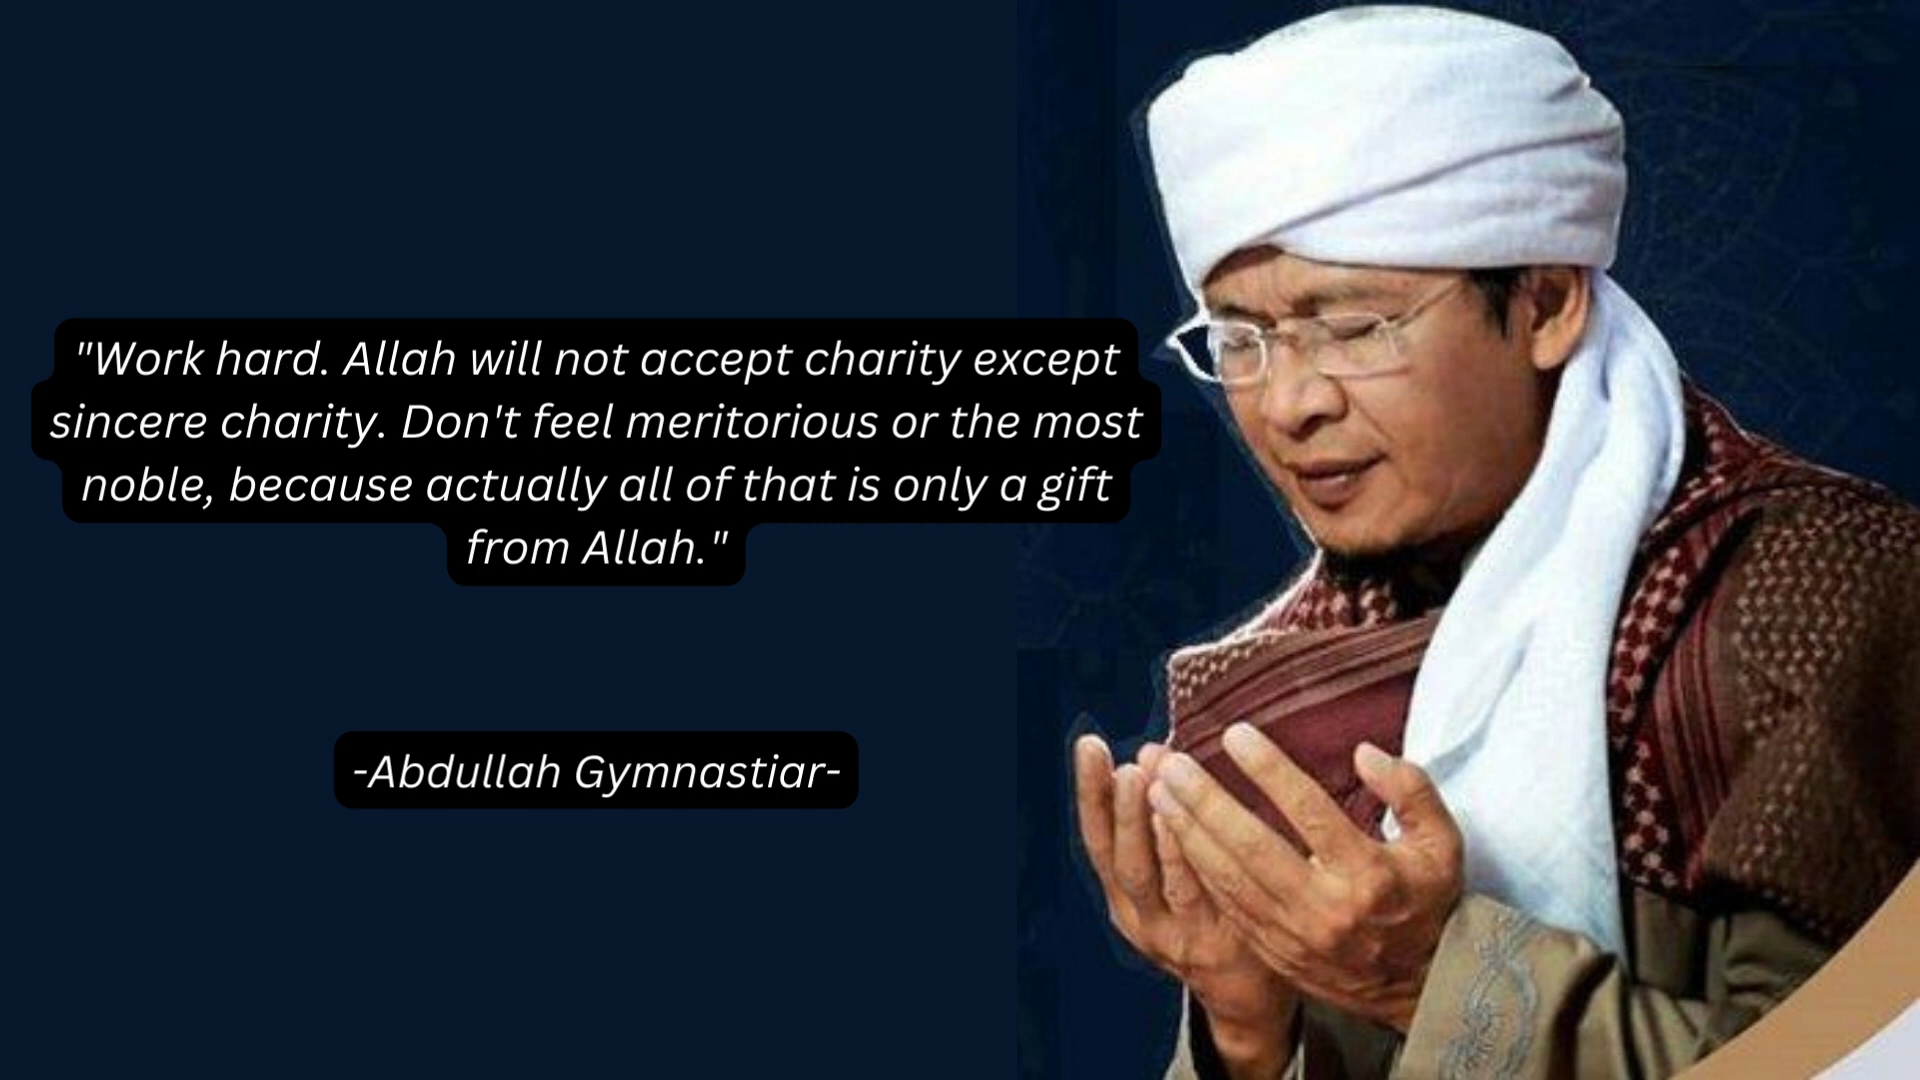 "Work hard. Allah will not accept charity except
sincere charity. Don't feel meritorious or the most
noble, because actually all of that is only a gift
from Allah."
-Abdullah Gymnastiar-